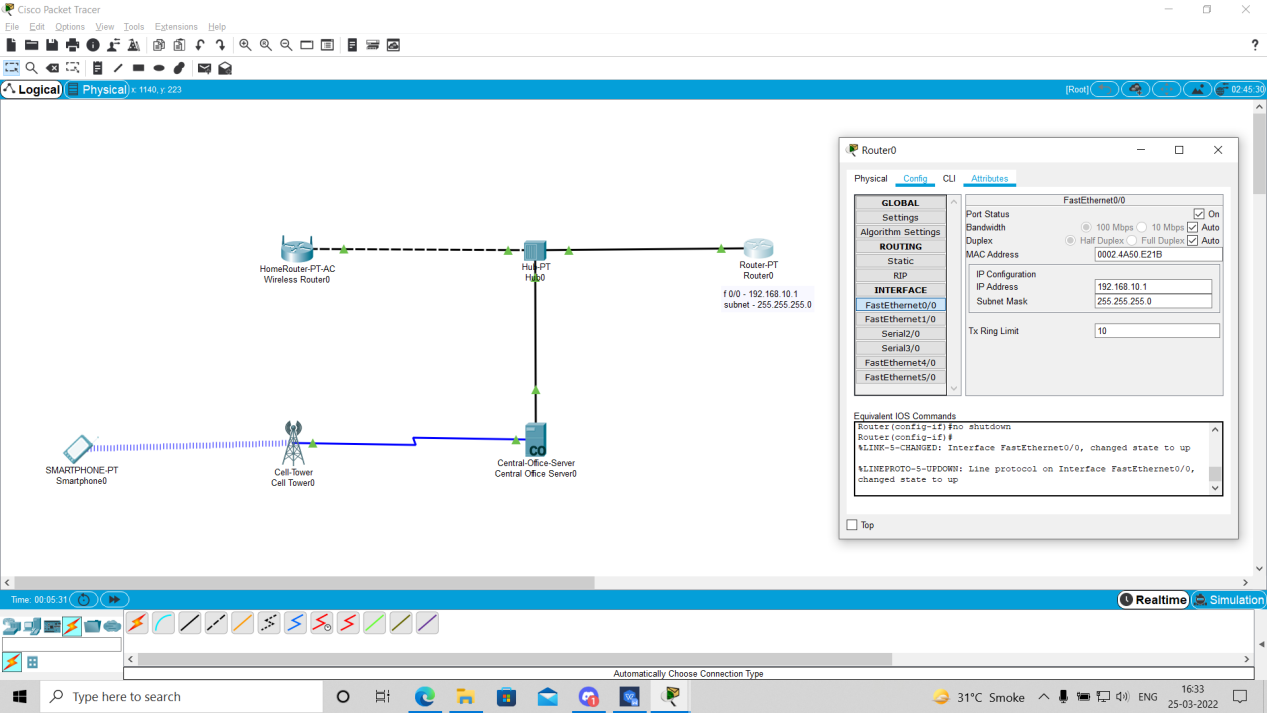 Cisco Packet Tracer
File Edit Options View Tools Extensions Help
?
Logical Physical x: 1140, y: 223 [Root] 02:45:30
HomeRouter-PT-AC
Wireless Router0
Hub-PT
Hub0
Router-PT
Router0
f 0/0 - 192.168.10.1
subnet - 255.255.255.0
SMARTPHONE-PT
Smartphone0
Cell-Tower
Cell Tower0
CO
Central-Office-Server
Central Office Server0
Router0
Physical Config CLI Attributes
GLOBAL
Settings
Algorithm Settings
ROUTING
Static
RIP
INTERFACE
FastEthernet0/0
FastEthernet1/0
Serial2/0
Serial3/0
FastEthernet4/0
FastEthernet5/0
FastEthernet0/0
Port Status On
Bandwidth 100 Mbps 10 Mbps Auto
Duplex Half Duplex Full Duplex Auto
MAC Address 0002.4A50.E21B
IP Configuration
IP Address 192.168.10.1
Subnet Mask 255.255.255.0
Tx Ring Limit 10
Equivalent IOS Commands
Router(config-if)#no shutdown
Router(config-if)#
%LINK-5-CHANGED: Interface FastEthernet0/0, changed state to up
%LINEPROTO-5-UPDOWN: Line protocol on Interface FastEthernet0/0,
changed state to up
Top
Time: 00:05:31 Realtime Simulation
Automatically Choose Connection Type
Type here to search
31°C Smoke ENG
16:33
25-03-2022